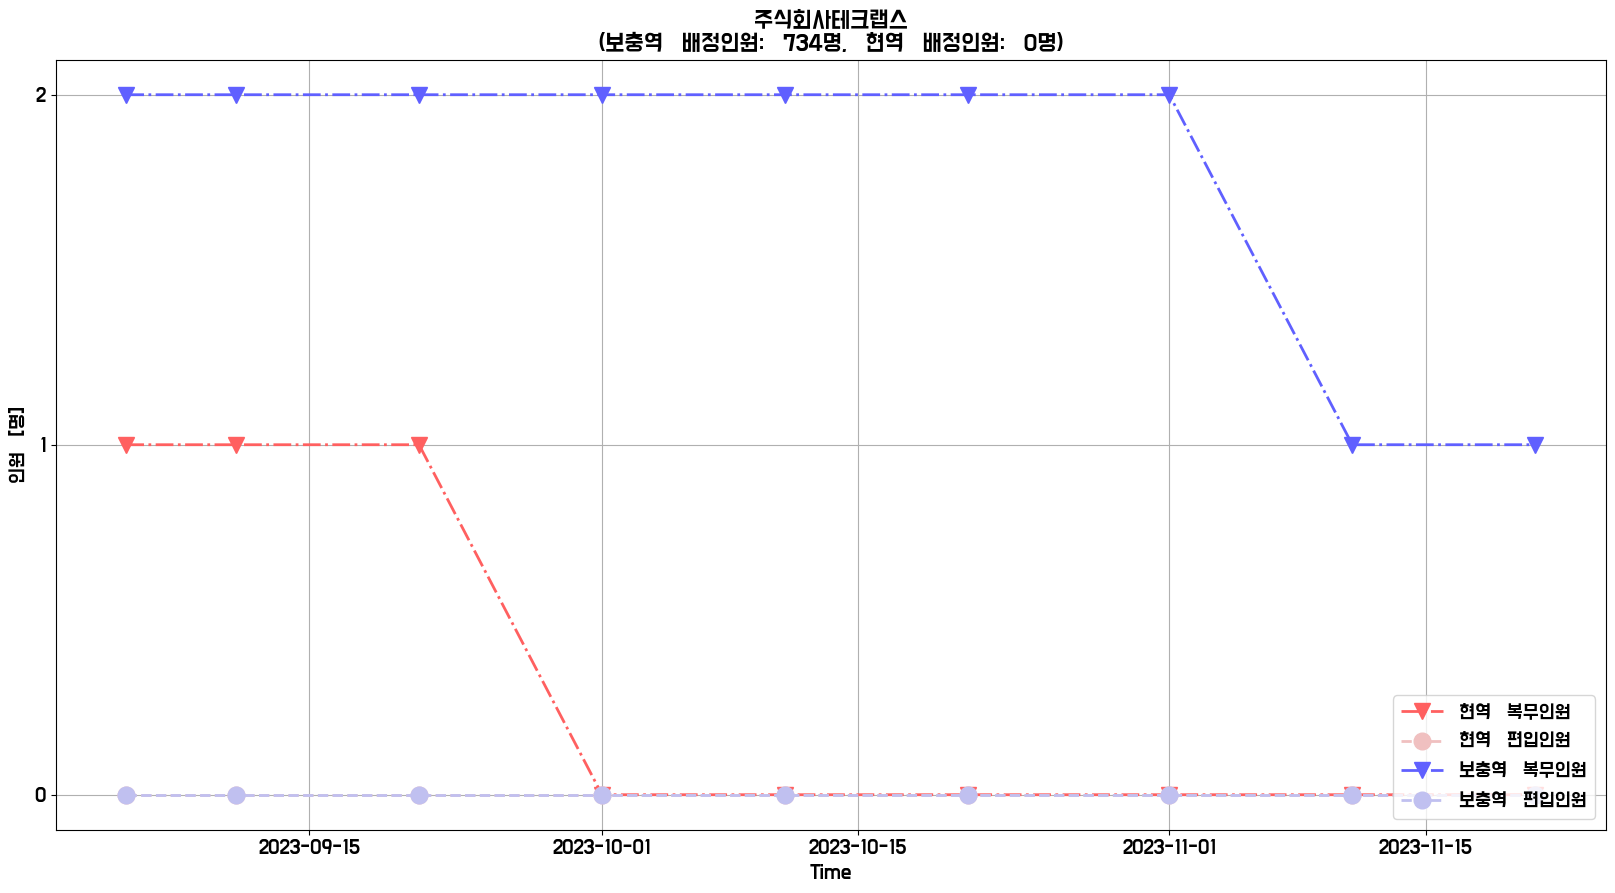 주식회사테크랩스
(보충역 배정인원: 734명, 현역 배정인원: 0명)
인원 [명]
2
1
0
현역 복무인원
현역 편입인원
보충역 복무인원
보충역 편입인원
2023-09-15
2023-10-01
2023-10-15
2023-11-01
2023-11-15
Time